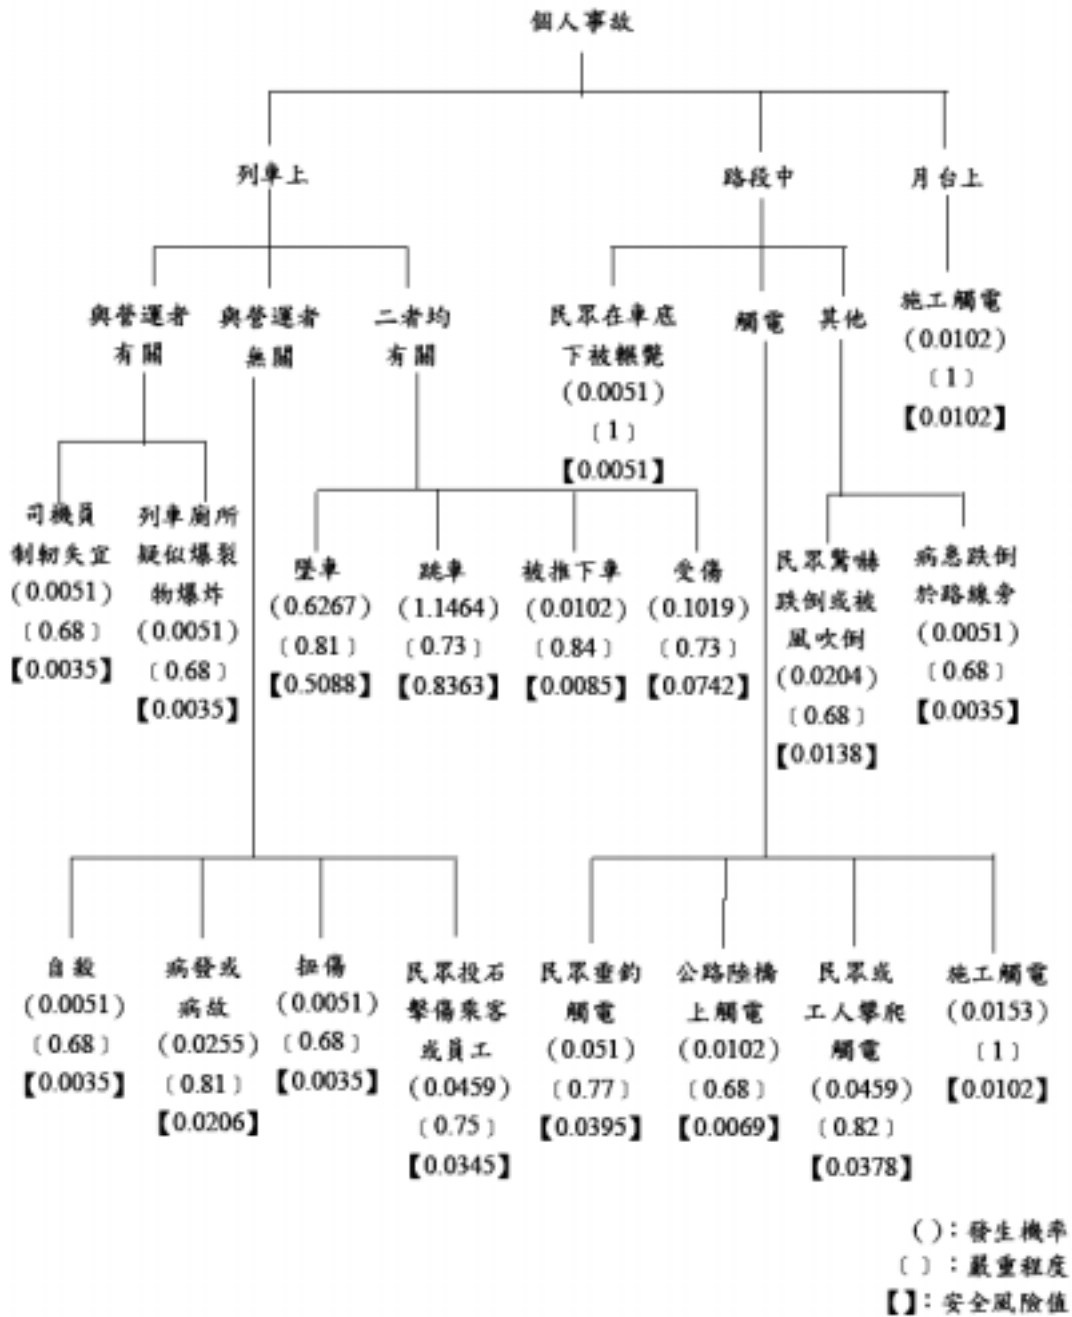 個人事故
列車上
路段中
月台上
與營運者
有關
與營運者
無關
二者均
有關
民眾在車底
下被輾斃
(0.0051)
〔1〕
【0.0051】
觸電
其他
施工觸電
(0.0102)
〔1〕
【0.0102】
司機員
制軔失宜
(0.0051)
〔0.68〕
【0.0035】
列車廁所
疑似爆裂
物爆炸
(0.0051)
〔0.68〕
【0.0035】
墜車
(0.6267)
〔0.81〕
【0.5088】
跳車
(1.1464)
〔0.73〕
【0.8363】
被推下車
(0.0102)
〔0.84〕
【0.0085】
受傷
(0.1019)
〔0.73〕
【0.0742】
民眾驚嚇
跌倒或被
風吹倒
(0.0204)
〔0.68〕
【0.0138】
病患跌倒
於路線旁
(0.0051)
〔0.68〕
【0.0035】
自殺
(0.0051)
〔0.68〕
【0.0035】
病發或
病故
(0.0255)
〔0.81〕
【0.0206】
扭傷
(0.0051)
〔0.68〕
【0.0035】
民眾投石
擊傷乘客
或員工
(0.0459)
〔0.75〕
【0.0345】
民眾垂釣
觸電
(0.051)
〔0.77〕
【0.0395】
公路陸橋
上觸電
(0.0102)
〔0.68〕
【0.0069】
民眾或
工人攀爬
觸電
(0.0459)
〔0.82〕
【0.0378】
施工觸電
(0.0153)
〔1〕
【0.0102】
( )：發生機率
〔 〕：嚴重程度
【】：安全風險值